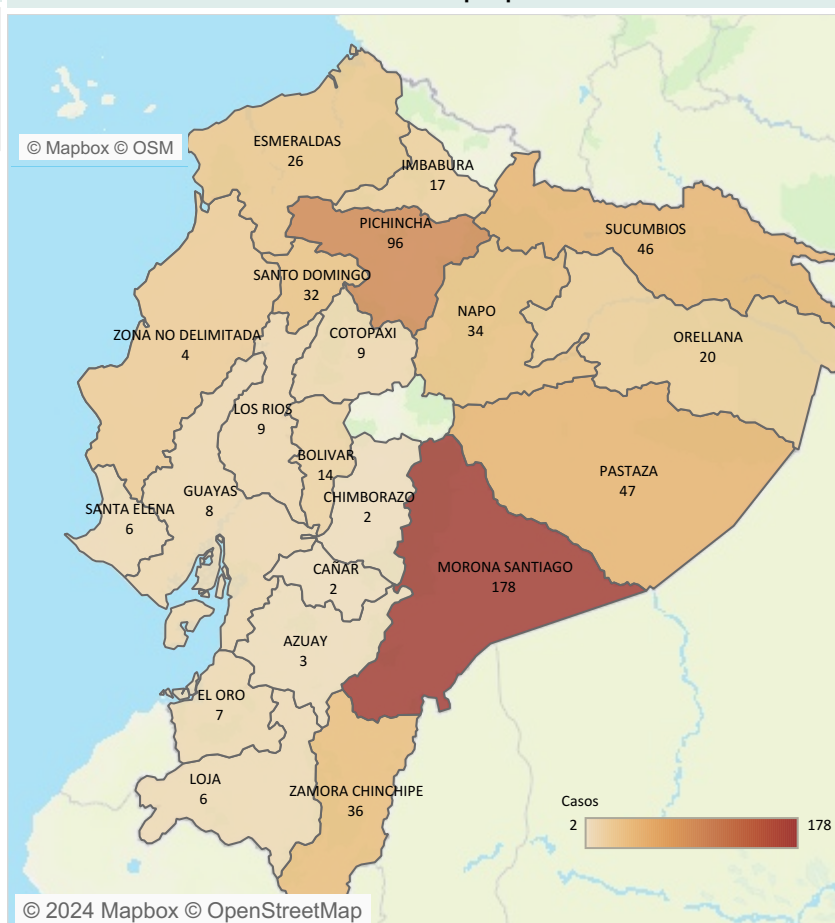 © Mapbox © OSM
ESMERALDAS
26
IMBABURA
17
PICHINCHA
96
SUCUMBIOS
46
SANTO DOMINGO
32
NAPO
34
ZONA NO DELIMITADA
4
COTOPAXI
9
ORELLANA
20
LOS RIOS
9
BOLIVAR
14
PASTAZA
47
GUAYAS
8
CHIMBORAZO
2
SANTA ELENA
6
CAÑAR
2
MORONA SANTIAGO
178
AZUAY
3
EL ORO
7
LOJA
6
ZAMORA CHINCHIPE
36
Casos
2
178
© 2024 Mapbox © OpenStreetMap